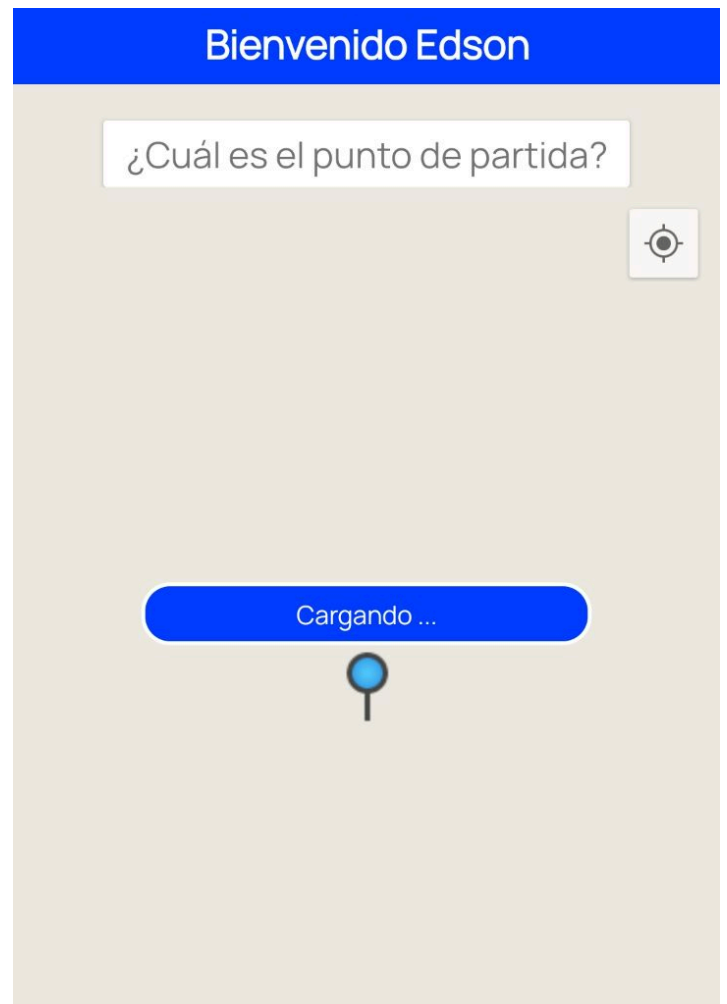 Bienvenido Edson
¿Cuál es el punto de partida?
Cargando ...